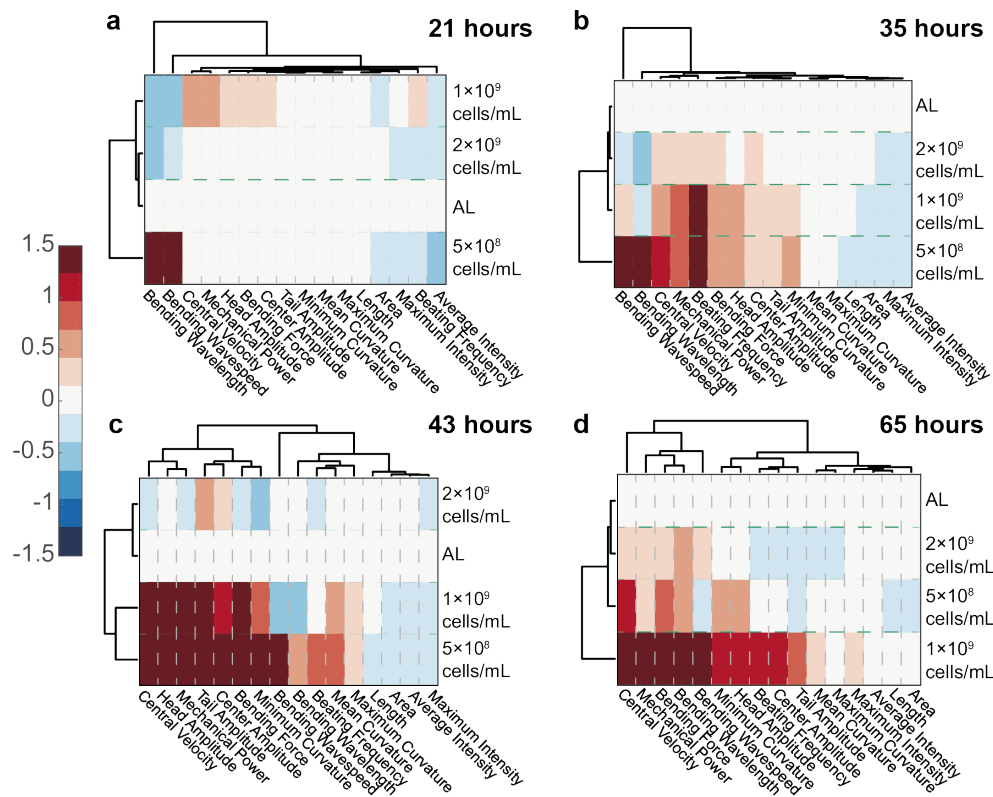 a
21 hours
1×10⁹
cells/mL
2×10⁹
cells/mL
AL
5×10⁸
cells/mL
Bending Wavelength
Bending Wavespeed
Central Velocity
Mechanical Power
Head Amplitude
Bending Force
Center Amplitude
Tail Amplitude
Minimum Curvature
Mean Curvature
Maximum Curvature
Length
Area
Maximum Intensity
Beating Frequency
Average Intensity
b
35 hours
AL
2×10⁹
cells/mL
1×10⁹
cells/mL
5×10⁸
cells/mL
Bending Wavespeed
Bending Wavelength
Central Velocity
Mechanical Power
Beating Frequency
Bending Force
Head Amplitude
Center Amplitude
Tail Amplitude
Minimum Curvature
Mean Curvature
Maximum Curvature
Length
Area
Maximum Intensity
Average Intensity
1.5
1
0.5
0
-0.5
-1
-1.5
c
43 hours
2×10⁹
cells/mL
AL
1×10⁹
cells/mL
5×10⁸
cells/mL
Central Velocity
Head Amplitude
Mechanical Power
Tail Amplitude
Center Amplitude
Bending Force
Minimum Curvature
Bending Wavespeed
Bending Wavelength
Beating Frequency
Mean Curvature
Maximum Curvature
Length
Area
Average Intensity
Maximum Intensity
d
65 hours
AL
2×10⁹
cells/mL
5×10⁸
cells/mL
1×10⁹
cells/mL
Central Velocity
Mechanical Power
Bending Force
Bending Wavelength
Bending Wavespeed
Minimum Curvature
Head Amplitude
Beating Frequency
Center Amplitude
Tail Amplitude
Mean Curvature
Maximum Curvature
Maximum Intensity
Average Intensity
Length
Area